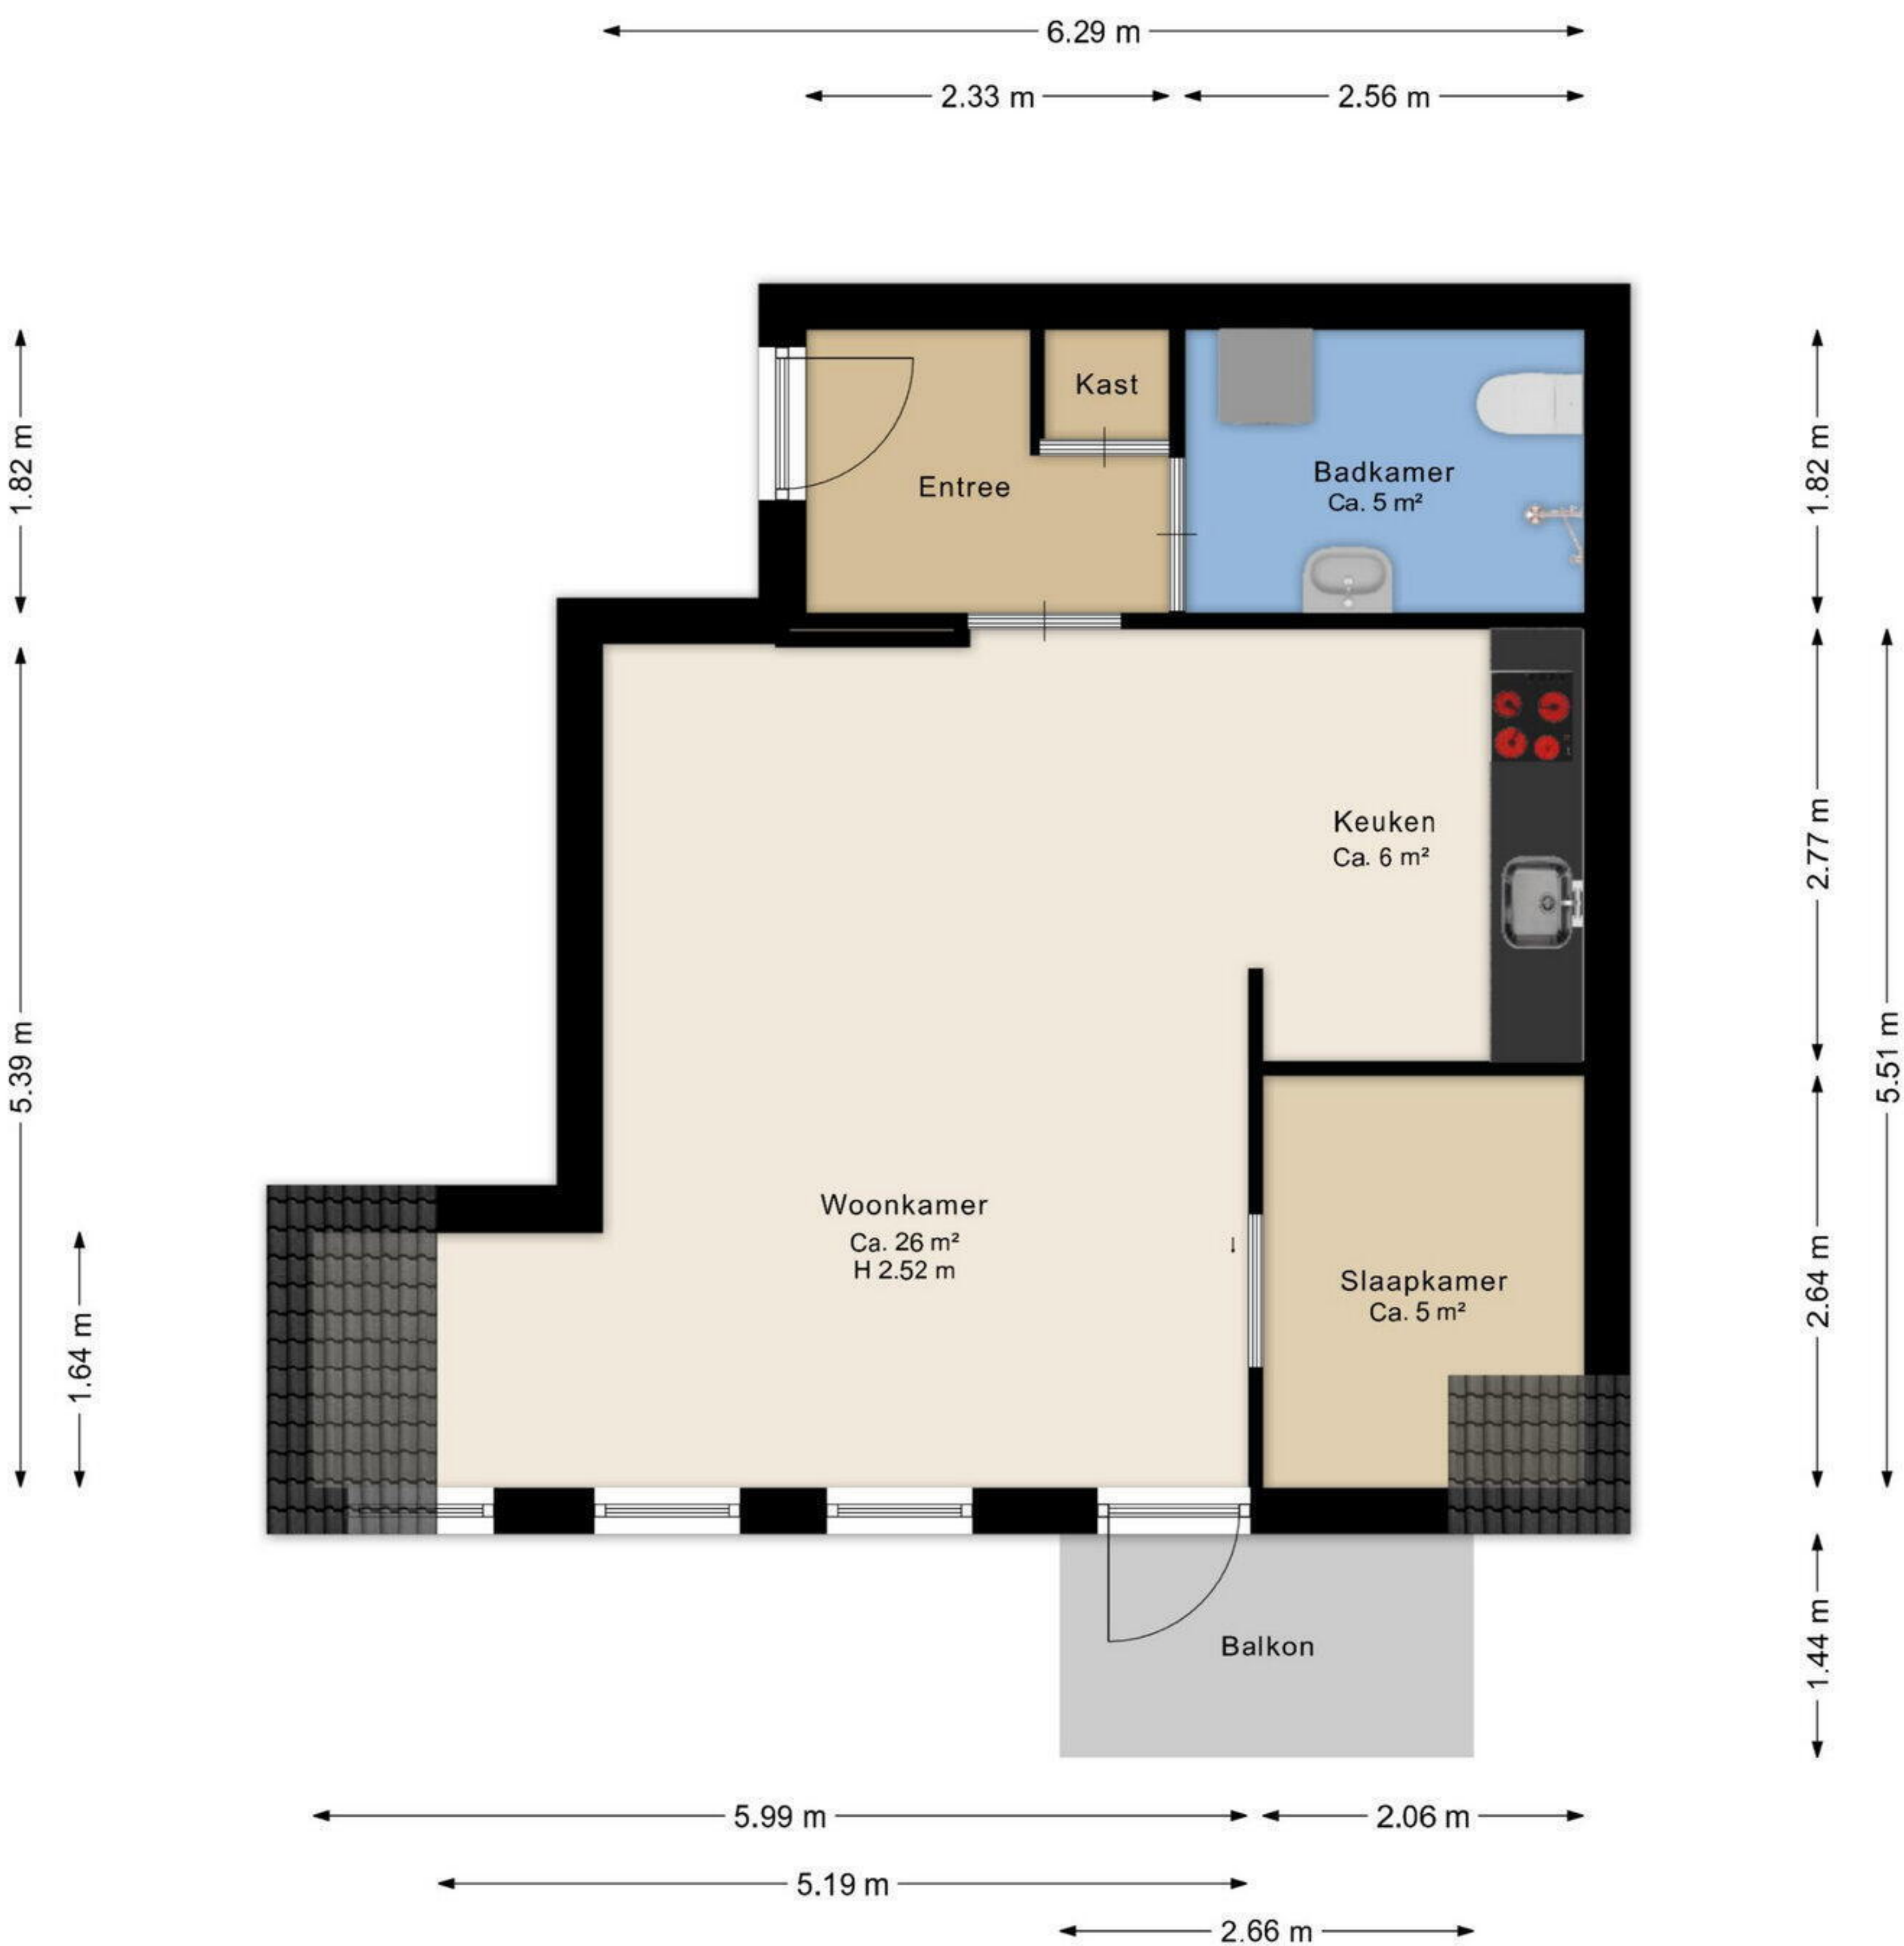 6.29 m
2.33 m
2.56 m
1.82 m
1.82 m
Kast
Entree
Badkamer
Ca. 5 m²
Keuken
Ca. 6 m²
2.77 m
5.39 m
5.51 m
Woonkamer
Ca. 26 m²
H 2.52 m
Slaapkamer
Ca. 5 m²
2.64 m
1.64 m
Balkon
1.44 m
5.99 m
2.06 m
5.19 m
2.66 m